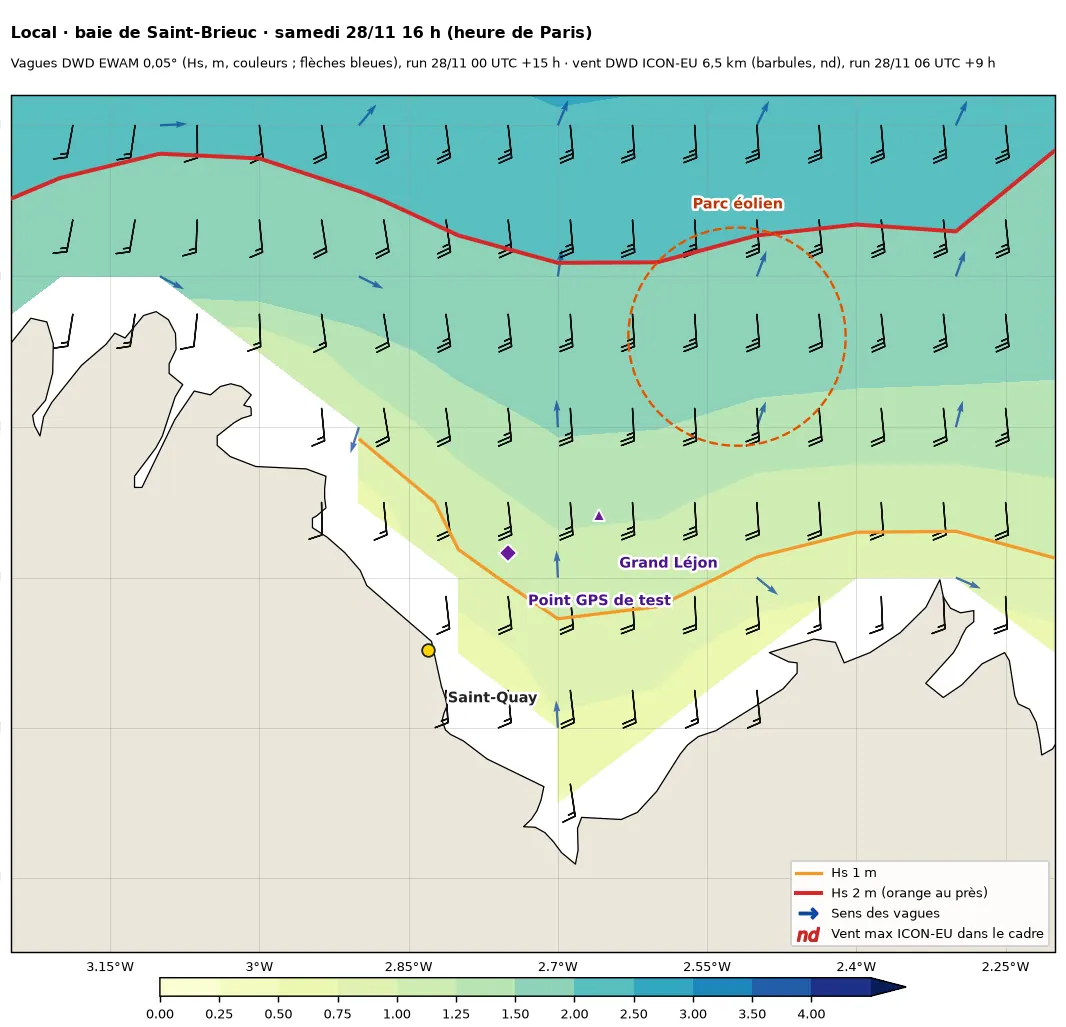 Local · baie de Saint-Brieuc · samedi 28/11 16 h (heure de Paris)
Vagues DWD EWAM 0,05° (Hs, m, couleurs ; flèches bleues), run 28/11 00 UTC +15 h · vent DWD ICON-EU 6,5 km (barbules, nd), run 28/11 06 UTC +9 h
Parc éolien
Grand Léjon
Point GPS de test
Saint-Quay
Hs 1 m
Hs 2 m (orange au près)
Sens des vagues
nd Vent max ICON-EU dans le cadre
3.15°W 3°W 2.85°W 2.7°W 2.55°W 2.4°W 2.25°W
0.00 0.25 0.50 0.75 1.00 1.25 1.50 2.00 2.50 3.00 3.50 4.00